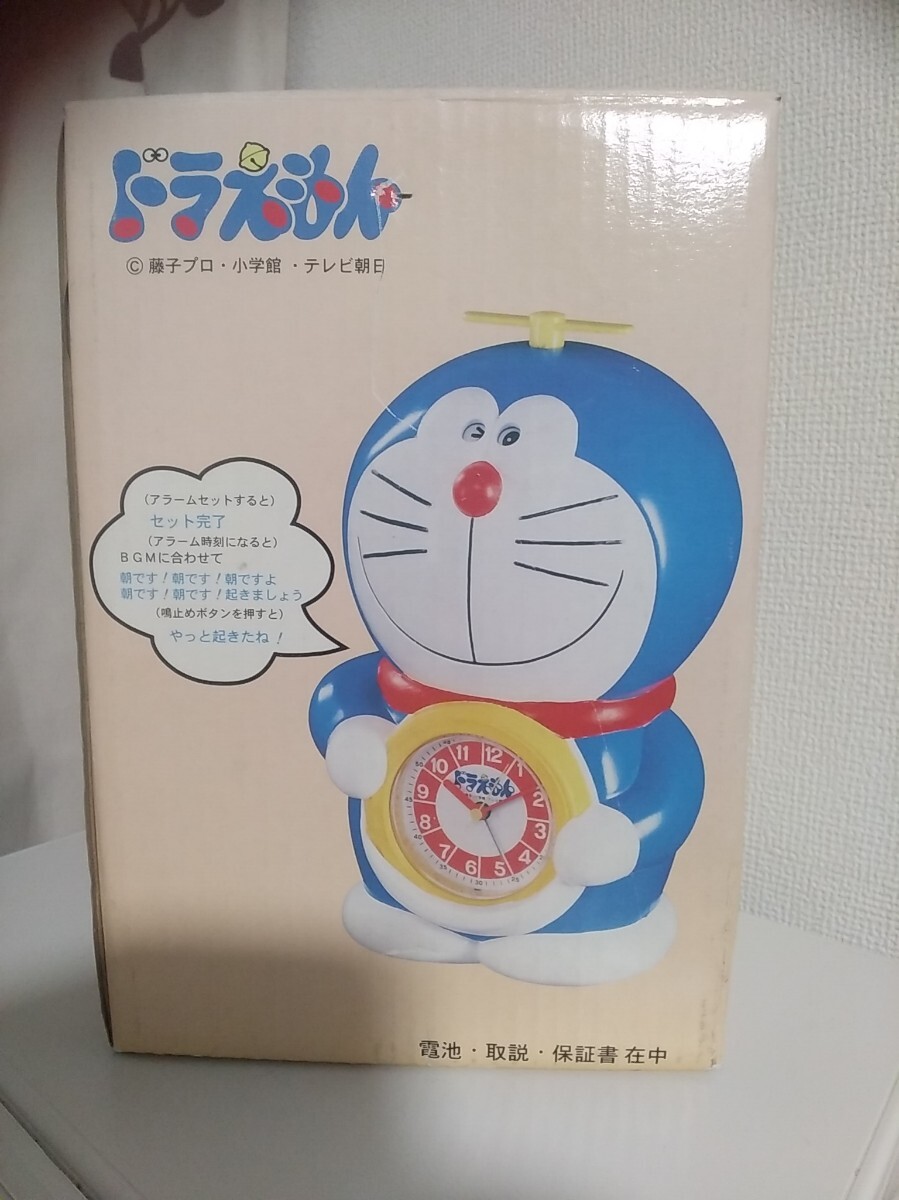 ドラえもん
© 藤子プロ・小学館・テレビ朝日
（アラームセットすると）
セット完了
（アラーム時刻になると）
BGMに合わせて
朝です！朝です！朝ですよ
朝です！朝です！起きましょう
（鳴止めボタンを押すと）
やっと起きたね！
11 12 1
10 2
ドラえもん
9 3
8 4
7 6 5
電池・取説・保証書在中